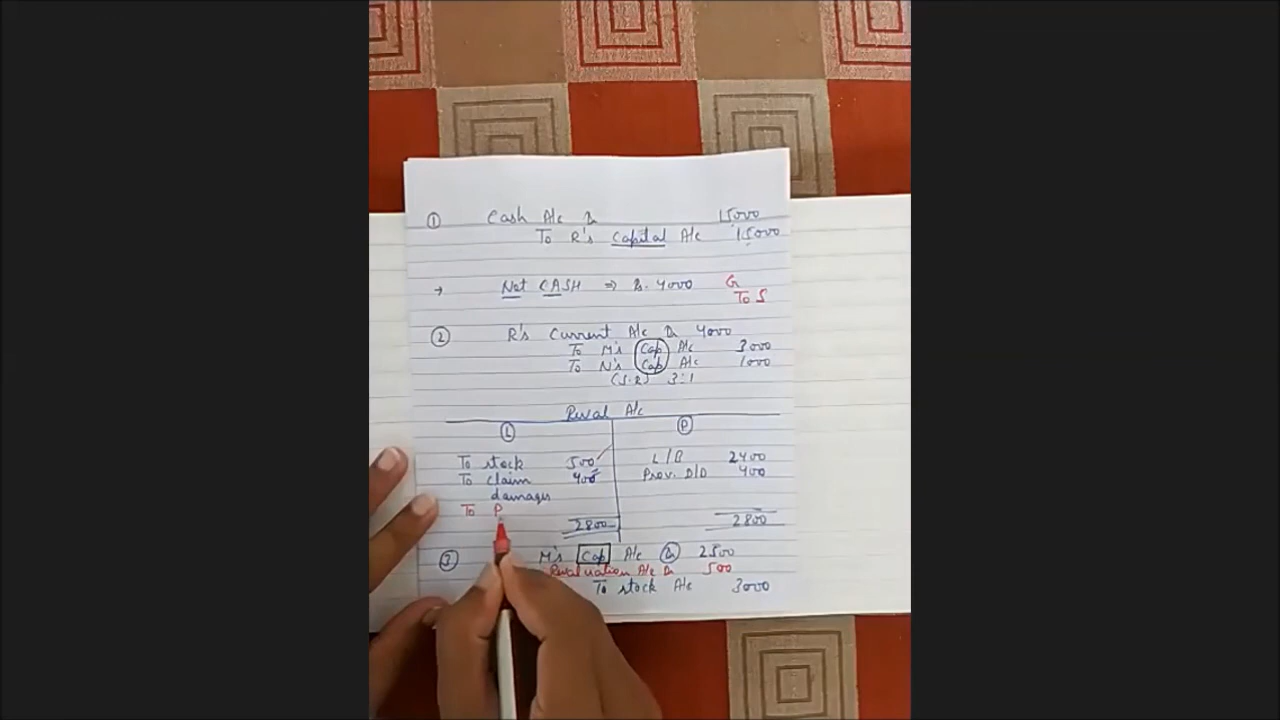 ① Cash A/c Dr 15000
To R's Capital A/c 15000
→ Net CASH ⇒ Rs. 4000 G
To S
② R's Current A/c Dr 4000
To M's Cap A/c 3000
To N's Cap A/c 1000
(S.R) 3:1
Reval A/c
L P
To stock 500 L/B 2400
To claim 400 Prov. D/D 400
damages
To P
2800 2800
③ M's Cap A/c Dr 2500
Revaluation A/c Dr 500
To stock A/c 3000